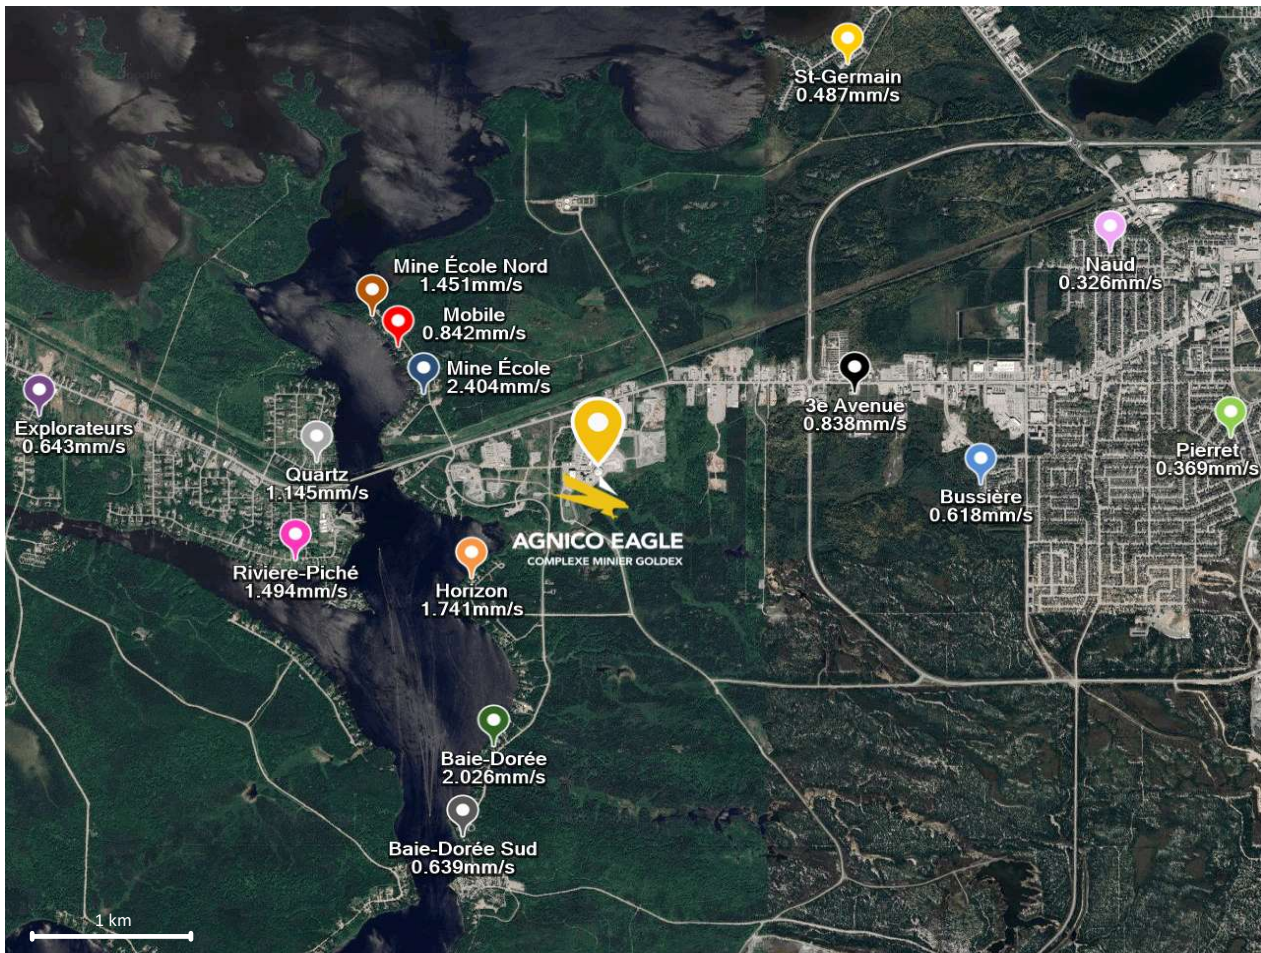 St-Germain
0.487mm/s
Naud
0.326mm/s
Mine École Nord
1.451mm/s
Mobile
0.842mm/s
Mine École
2.404mm/s
Explorateurs
0.643mm/s
3e Avenue
0.838mm/s
Pierret
0.369mm/s
Quartz
1.145mm/s
Bussière
0.618mm/s
AGNICO EAGLE
COMPLEXE MINIER GOLDEX
Riviere-Piché
1.494mm/s
Horizon
1.741mm/s
Baie-Dorée
2.026mm/s
Baie-Dorée Sud
0.639mm/s
1 km